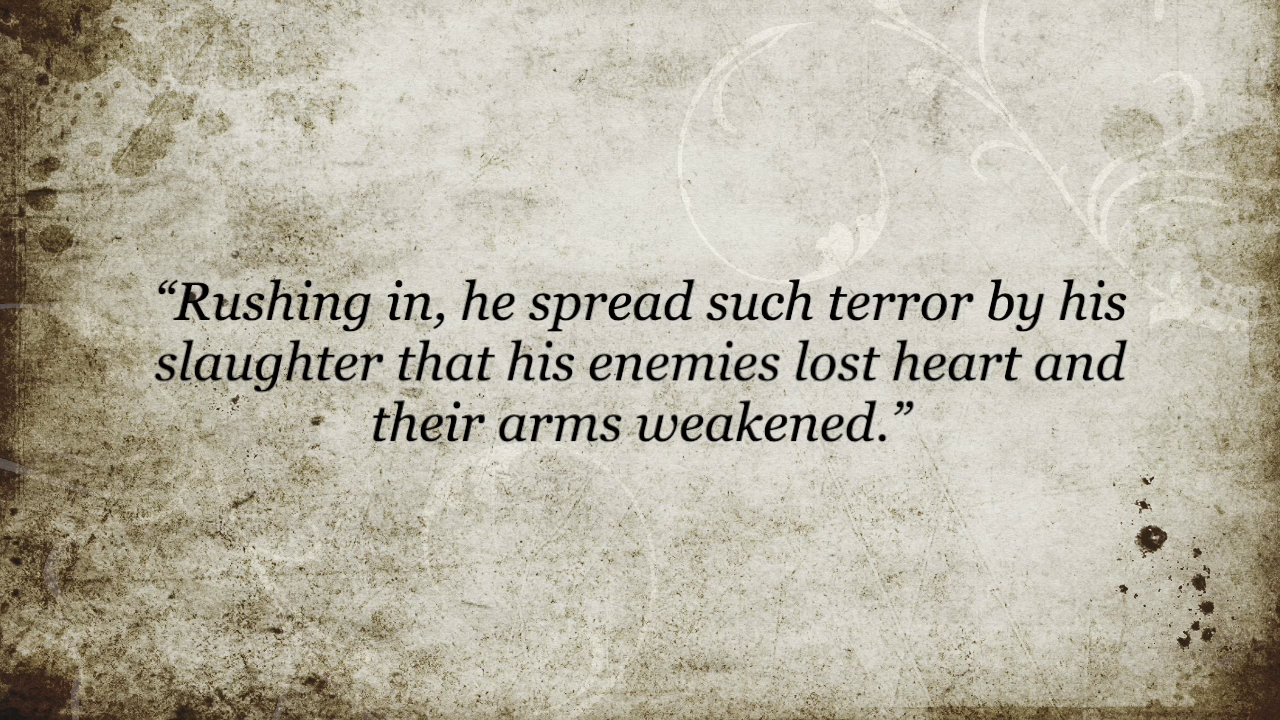 “Rushing in, he spread such terror by his
slaughter that his enemies lost heart and
their arms weakened.”